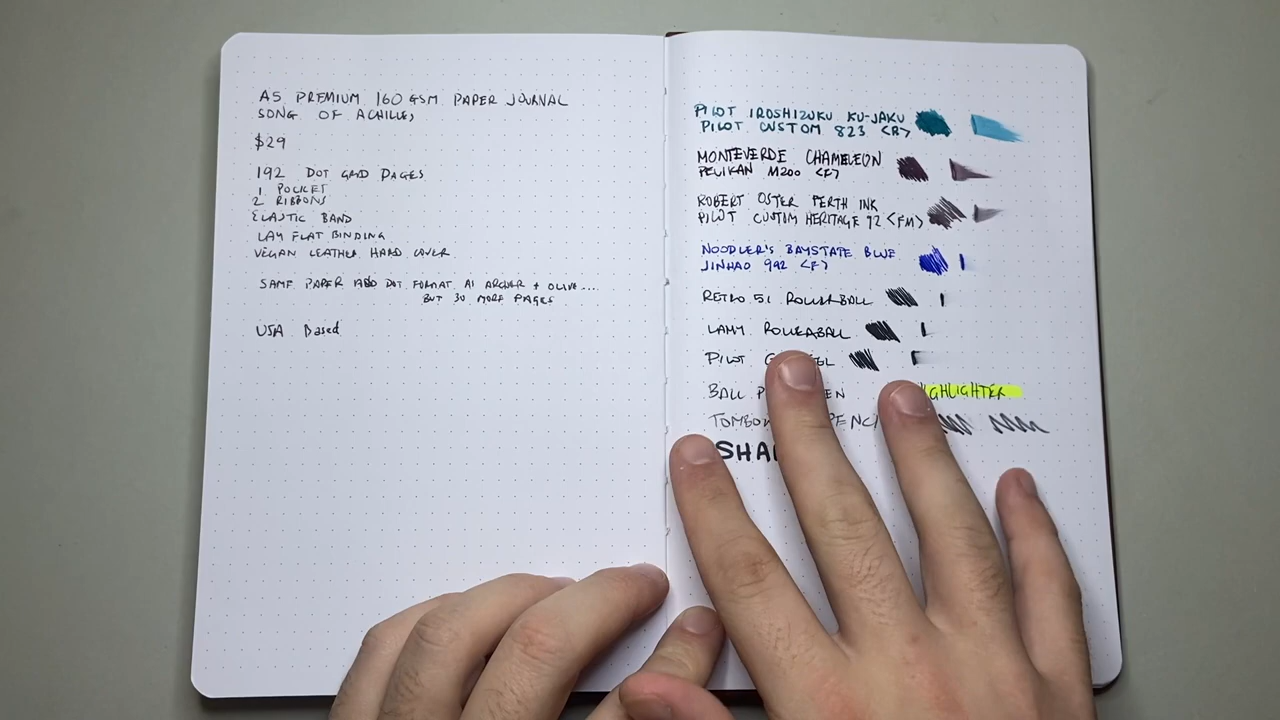 A5 PREMIUM 160 GSM PAPER JOURNAL
SONG OF ACHILLES
$29
192 DOT GRID PAGES
1 POCKET
2 RIBBONS
ELASTIC BAND
LAY FLAT BINDING
VEGAN LEATHER HARD COVER
SAME PAPER AND DOT FORMAT AS ARCHER + OLIVE....
BUT 30 MORE PAGES
USA Based
PILOT IROSHIZUKU KU-JAKU
PILOT CUSTOM 823 <B>
MONTEVERDE CHAMELEON
PELIKAN M200 <F>
ROBERT OSTER PERTH INK
PILOT CUSTOM HERITAGE 92 <FM>
NOODLER'S BAYSTATE BLUE
JINHAO 992 <F>
RETRO 51 ROLLERBALL
LAMY ROLLERBALL
PILOT
BALL
HIGHLIGHTER
TOMBOW